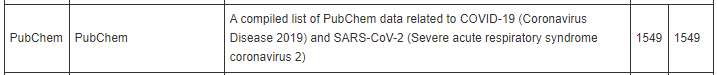 A compiled list of PubChem data related to COVID-19 (Coronavirus
PubChem PubChem Disease 2019) and SARS-CoV-2 (Severe acute respiratory syndrome 1549 1549
coronavirus 2)